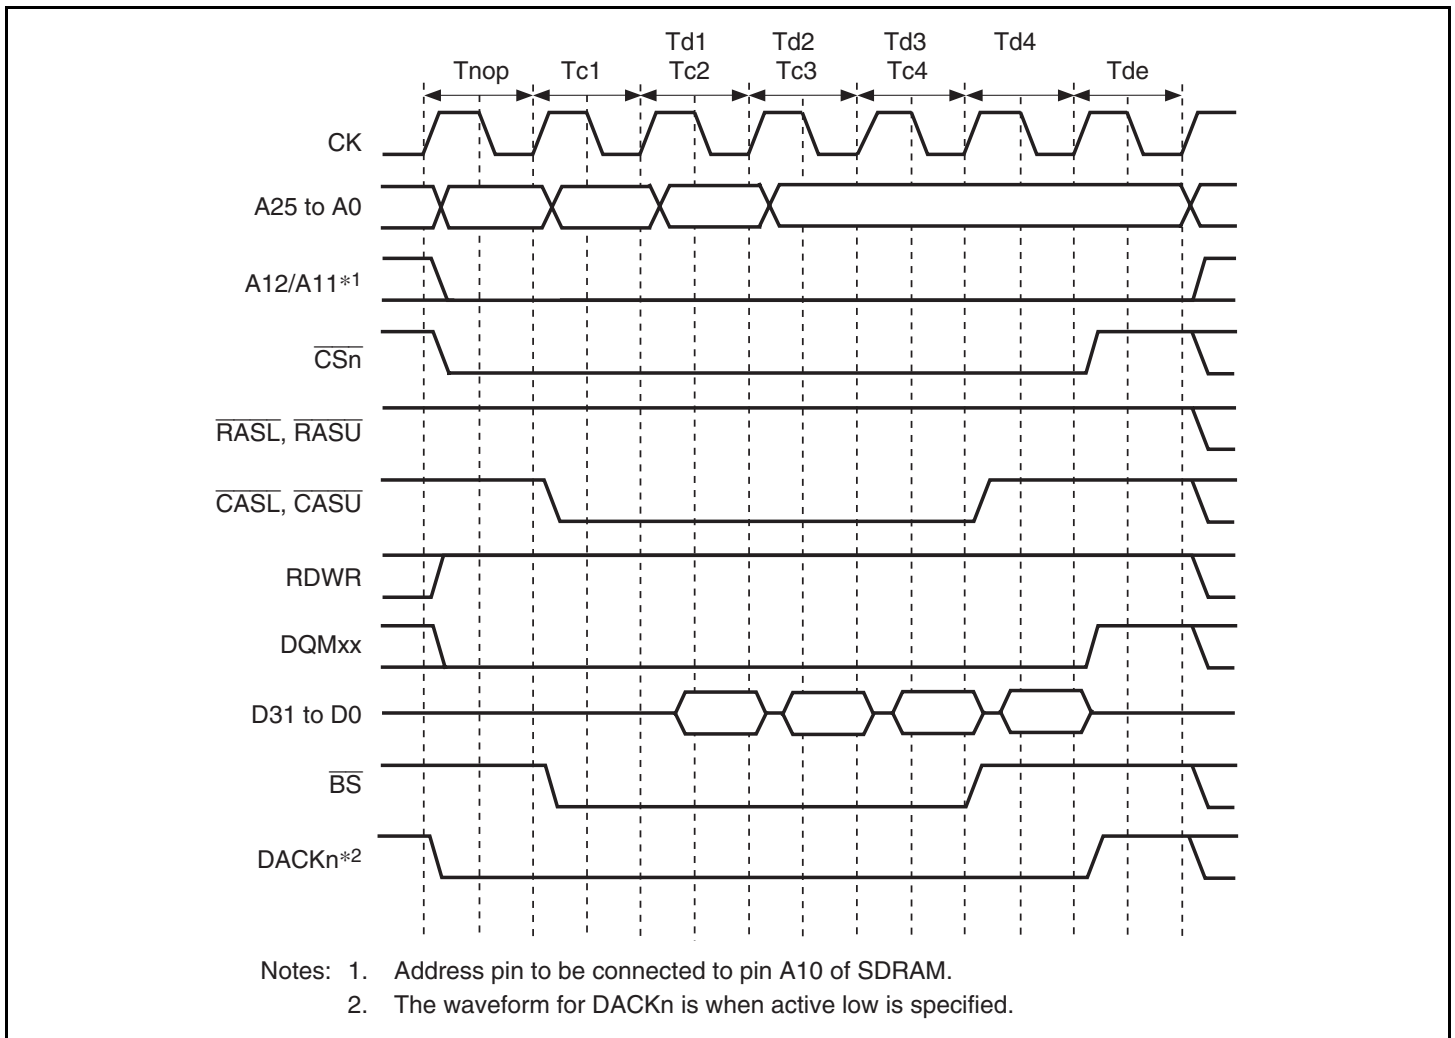 Td1 Td2 Td3 Td4
Tnop Tc1 Tc2 Tc3 Tc4 Tde
CK
A25 to A0
A12/A11*1
CSn
RASL, RASU
CASL, CASU
RDWR
DQMxx
D31 to D0
BS
DACKn*2
Notes: 1. Address pin to be connected to pin A10 of SDRAM.
2. The waveform for DACKn is when active low is specified.